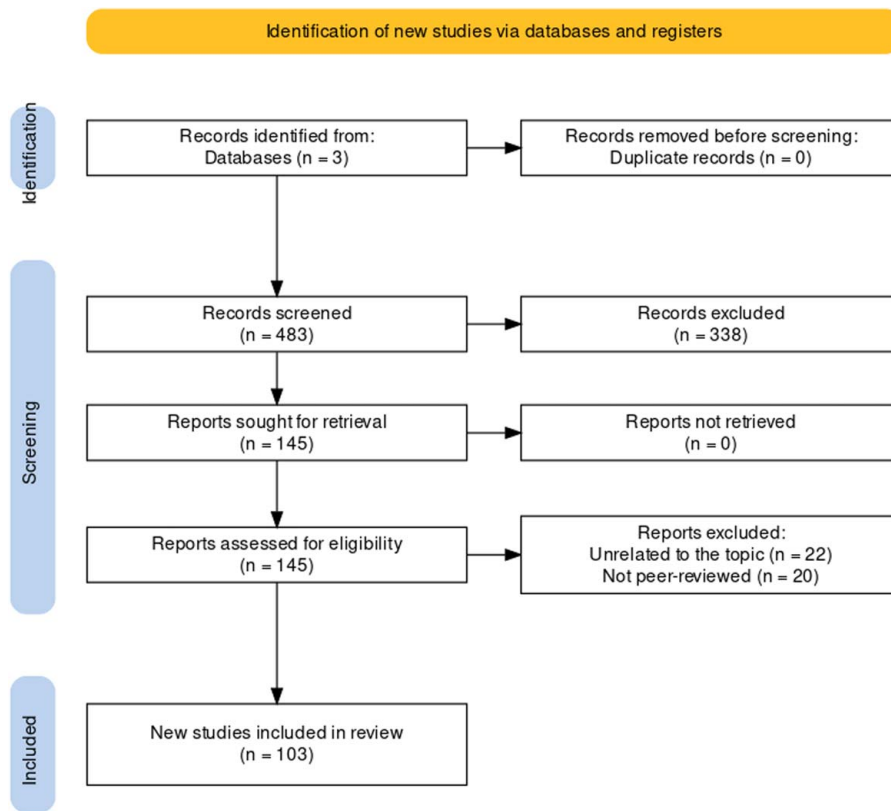 Identification of new studies via databases and registers
Identification
Records identified from:
Databases (n = 3)
Records removed before screening:
Duplicate records (n = 0)
Screening
Records screened
(n = 483)
Records excluded
(n = 338)
Reports sought for retrieval
(n = 145)
Reports not retrieved
(n = 0)
Reports assessed for eligibility
(n = 145)
Reports excluded:
Unrelated to the topic (n = 22)
Not peer-reviewed (n = 20)
Included
New studies included in review
(n = 103)